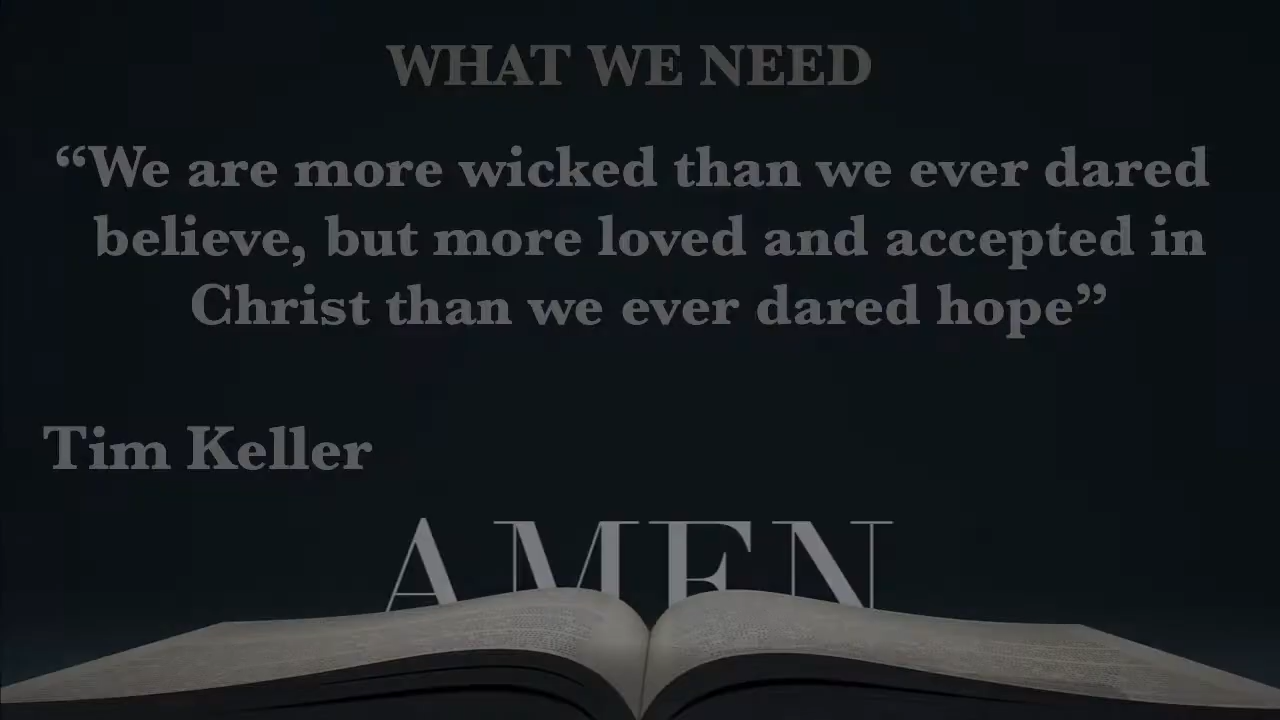 WHAT WE NEED
“We are more wicked than we ever dared
believe, but more loved and accepted in
Christ than we ever dared hope”
Tim Keller
AMEN